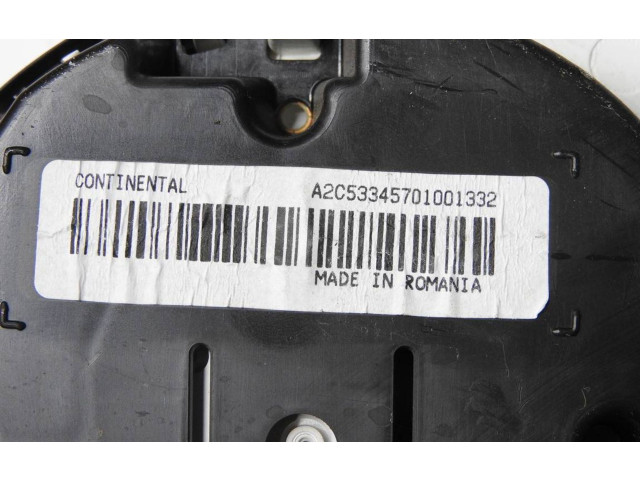 CONTINENTAL A2C53345701001332
MADE IN ROMANIA